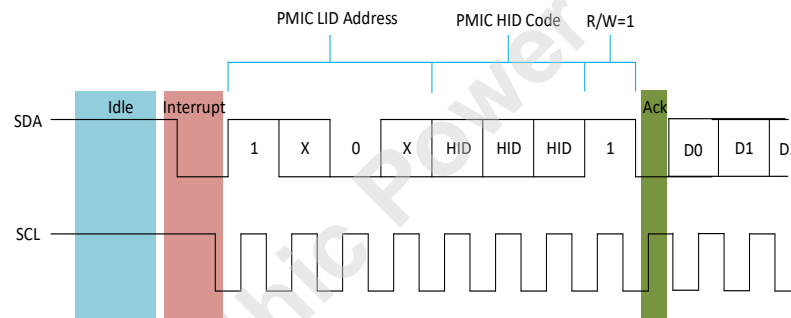 PMIC LID Address PMIC HID Code R/W=1
Idle Interrupt Ack
SDA 1 X 0 X HID HID HID 1 D0 D1
SCL
Power